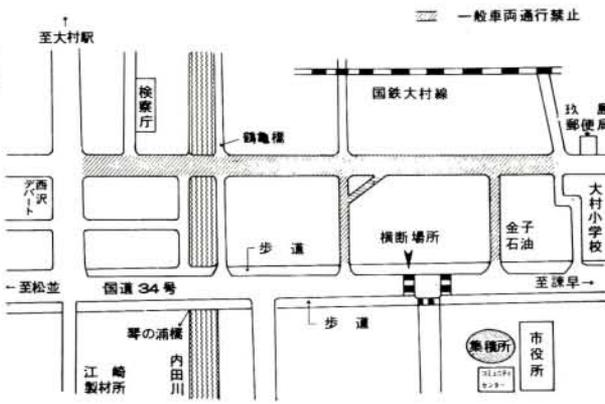 一般車両通行禁止
↑
至大村駅
検察庁
国鉄大村線
玖島
郵便局
鶴亀橋
西沢
デパート
大村小学校
金子
石油
横断場所
歩道
←至松並
国道34号
至諫早→
歩道
琴の浦橋
江崎
製材所
内田川
集積所
市役所
コミュニティ
センター